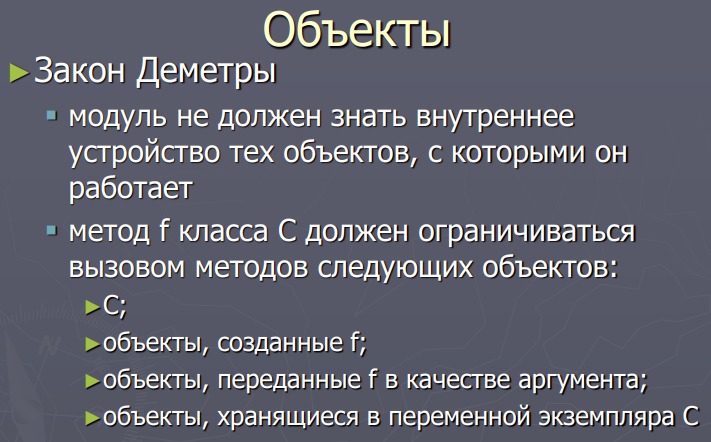 Объекты
Закон Деметры
модуль не должен знать внутреннее
устройство тех объектов, с которыми он
работает
метод f класса C должен ограничиваться
вызовом методов следующих объектов:
C;
объекты, созданные f;
объекты, переданные f в качестве аргумента;
объекты, хранящиеся в переменной экземпляра C